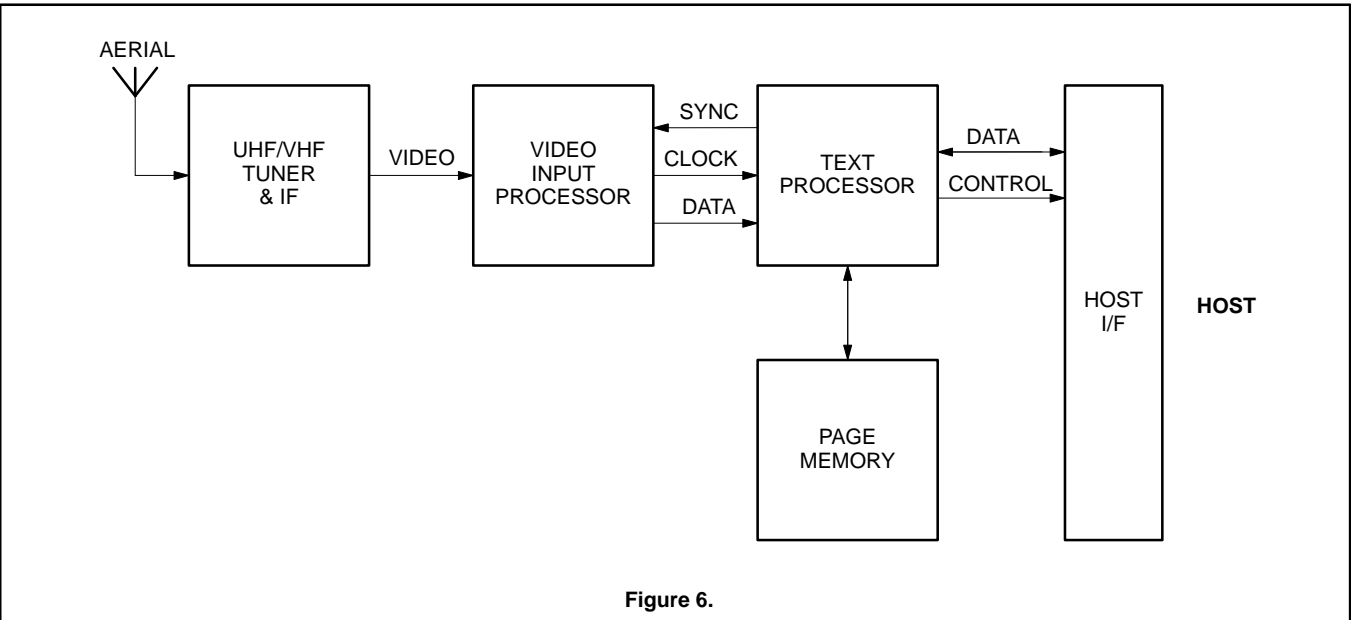 AERIAL
UHF/VHF
TUNER
& IF
VIDEO
VIDEO
INPUT
PROCESSOR
SYNC
CLOCK
DATA
TEXT
PROCESSOR
DATA
CONTROL
HOST
I/F
HOST
PAGE
MEMORY
Figure 6.